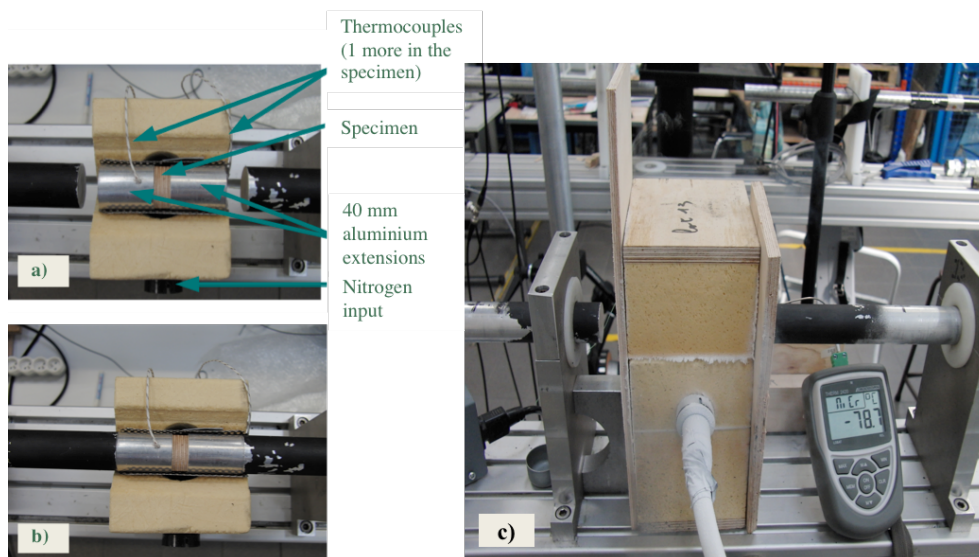 Thermocouples
(1 more in the
specimen)
Specimen
40 mm
aluminium
extensions
Nitrogen
input
a)
b)
c)
NiCr °C
-78.7